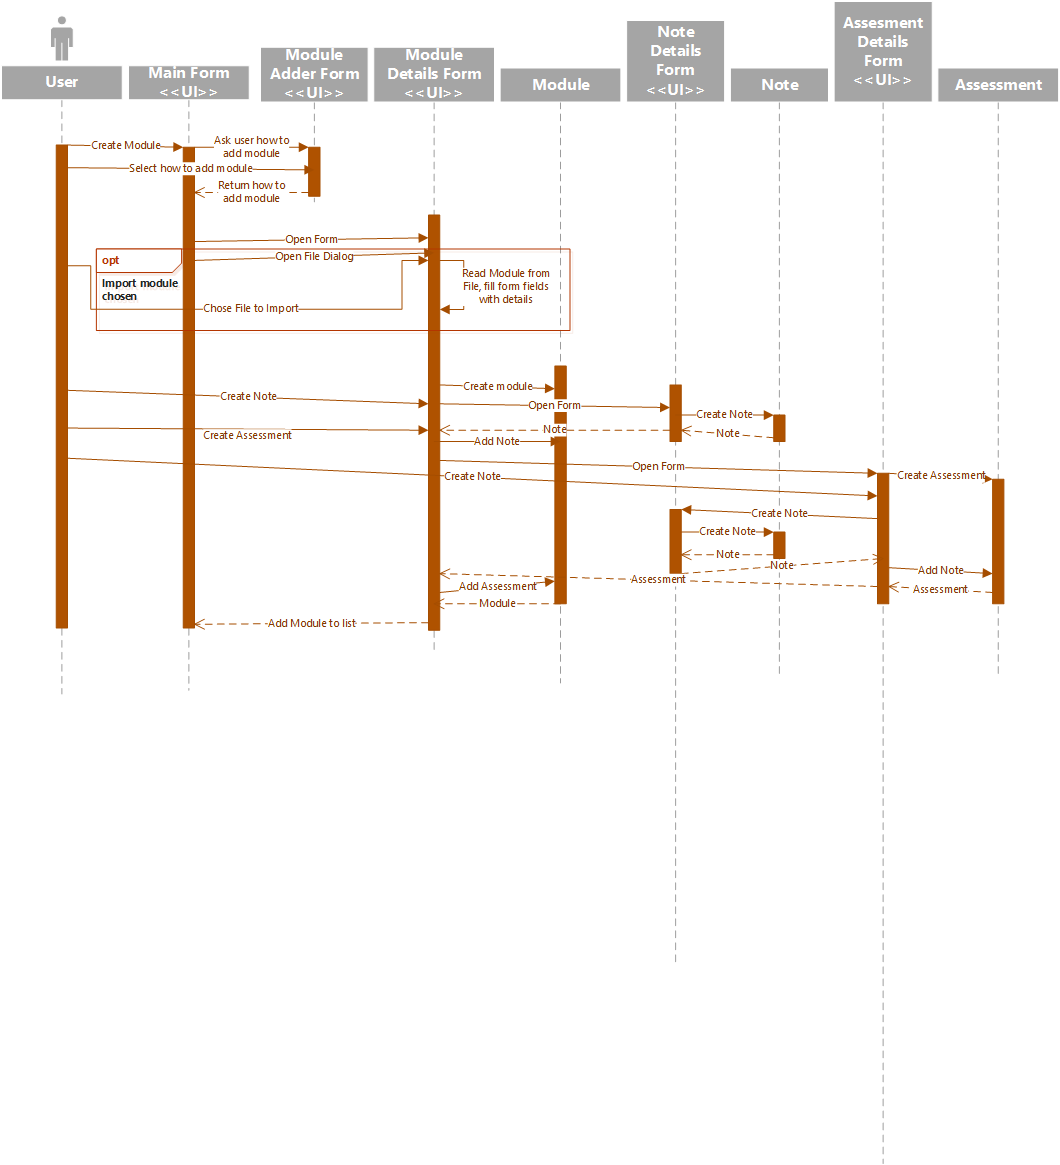 User
Main Form
<<UI>>
Module
Adder Form
<<UI>>
Module
Details Form
<<UI>>
Module
Note
Details
Form
<<UI>>
Note
Assesment
Details
Form
<<UI>>
Assessment
Create Module
Ask user how to
add module
Select how to add module
Return how to
add module
Open Form
opt
Open File Dialog
Import module
chosen
Read Module from
File, fill form fields
with details
Chose File to Import
Create module
Create Note
Open Form
Create Note
Note
Note
Create Assessment
Add Note
Open Form
Create Note
Create Assessment
Create Note
Create Note
Note
Note
Add Note
Assessment
Add Assessment
Assessment
Module
Add Module to list